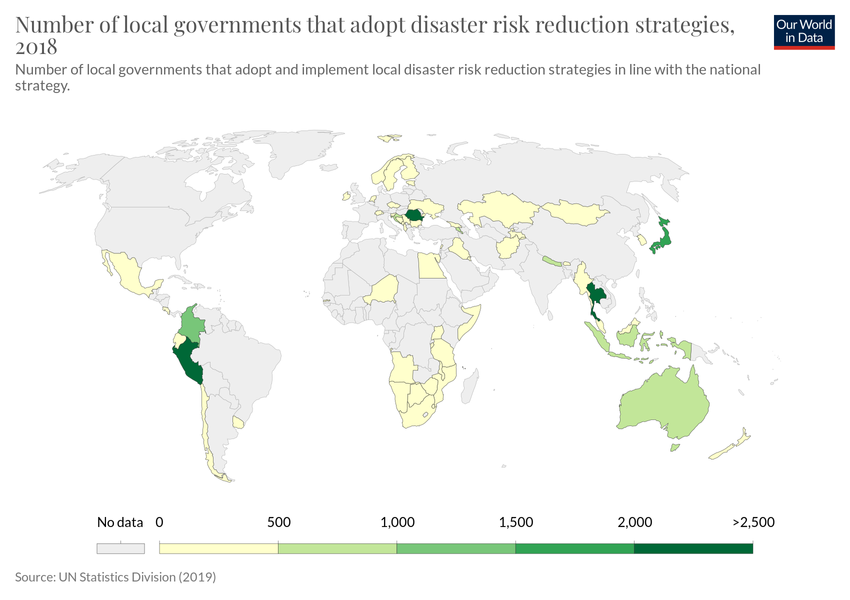 Number of local governments that adopt disaster risk reduction strategies,
2018
Our World
in Data
Number of local governments that adopt and implement local disaster risk reduction strategies in line with the national
strategy.
No data 0 500 1,000 1,500 2,000 >2,500
Source: UN Statistics Division (2019)